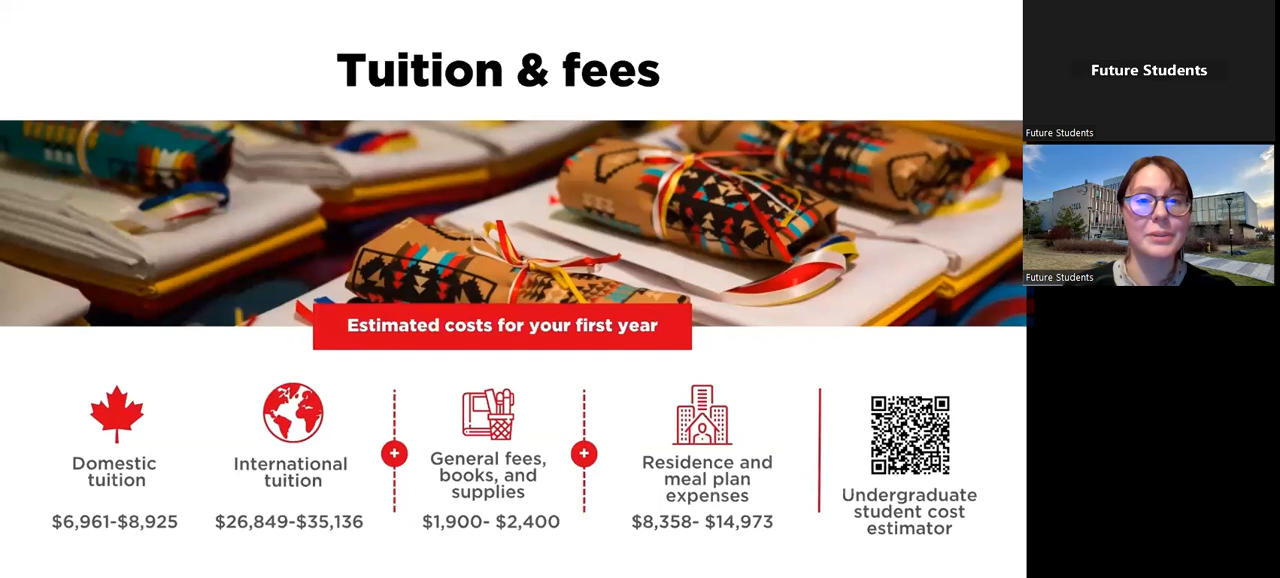 Tuition & fees
Estimated costs for your first year
Domestic
tuition
$6,961-$8,925
International
tuition
$26,849-$35,136
+
General fees,
books, and
supplies
$1,900- $2,400
+
Residence and
meal plan
expenses
$8,358- $14,973
Undergraduate
student cost
estimator
Future Students
Future Students
Future Students